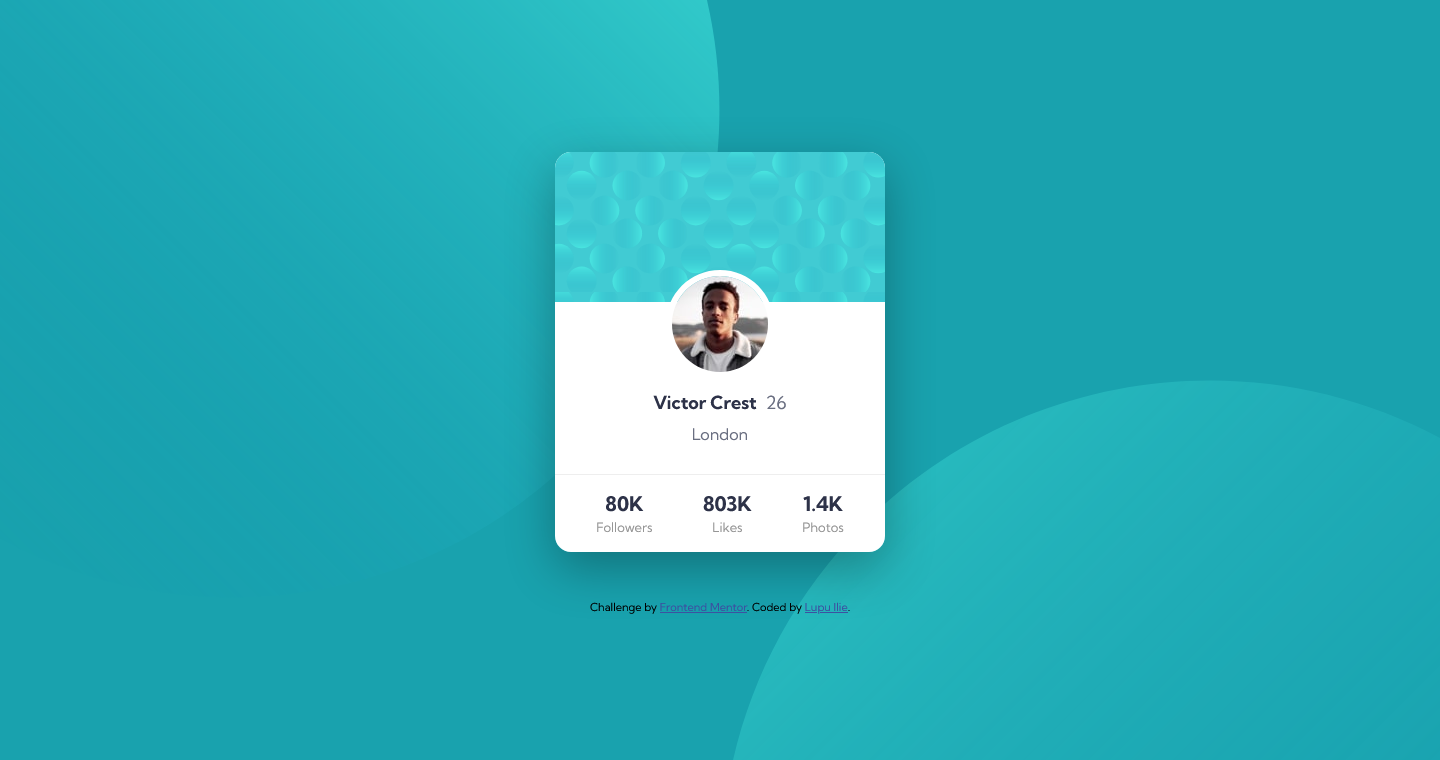 Victor Crest 26
London
80K 803K 1.4K
Followers Likes Photos
Challenge by Frontend Mentor. Coded by Lupu Ilie.